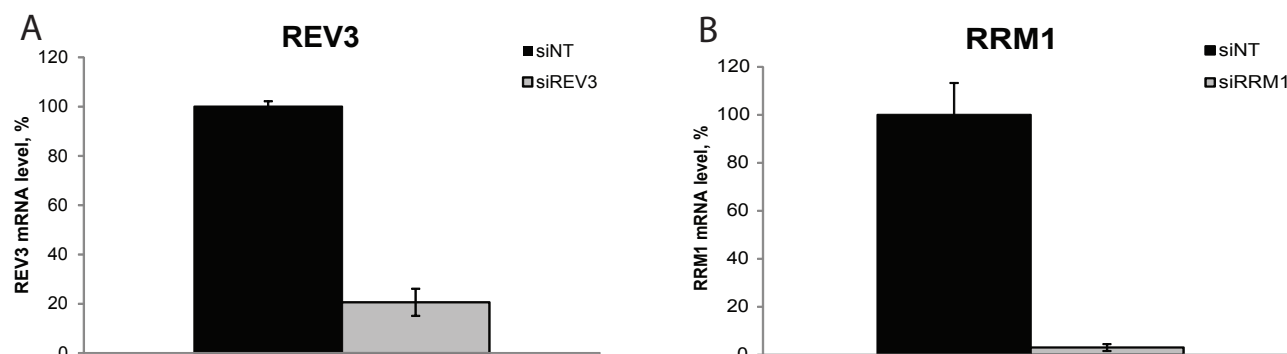 A
REV3
siNT
siREV3
120
100
80
60
40
20
0
REV3 mRNA level, %
B
RRM1
siNT
siRRM1
120
100
80
60
40
20
0
RRM1 mRNA level, %